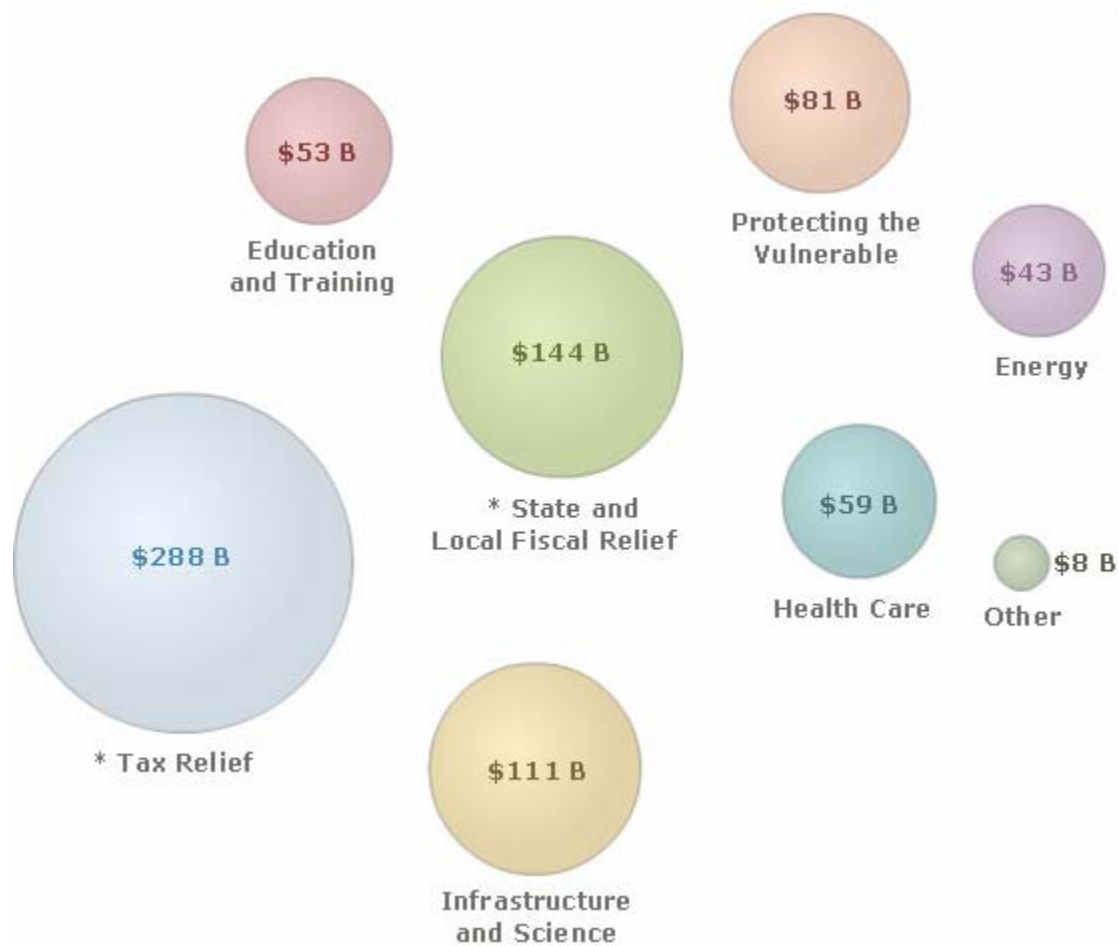 $53 B
Education
and Training
$81 B
Protecting the
Vulnerable
$43 B
Energy
$144 B
* State and
Local Fiscal Relief
$288 B
* Tax Relief
$59 B
Health Care
$8 B
Other
$111 B
Infrastructure
and Science